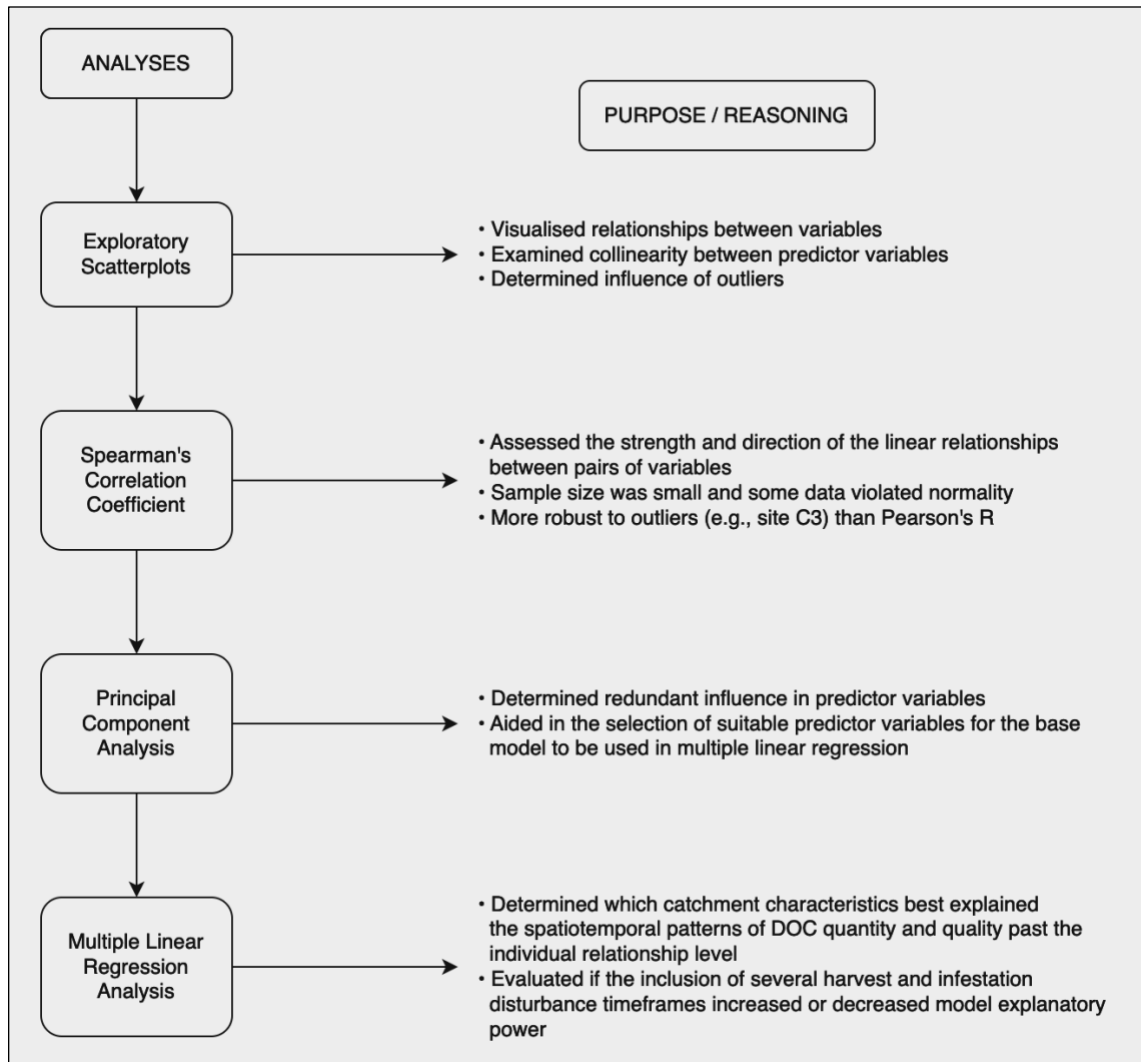 ANALYSES
PURPOSE / REASONING
Exploratory
Scatterplots
• Visualised relationships between variables
• Examined collinearity between predictor variables
• Determined influence of outliers
Spearman's
Correlation
Coefficient
• Assessed the strength and direction of the linear relationships
between pairs of variables
• Sample size was small and some data violated normality
• More robust to outliers (e.g., site C3) than Pearson's R
Principal
Component
Analysis
• Determined redundant influence in predictor variables
• Aided in the selection of suitable predictor variables for the base
model to be used in multiple linear regression
Multiple Linear
Regression
Analysis
• Determined which catchment characteristics best explained
the spatiotemporal patterns of DOC quantity and quality past the
individual relationship level
• Evaluated if the inclusion of several harvest and infestation
disturbance timeframes increased or decreased model explanatory
power